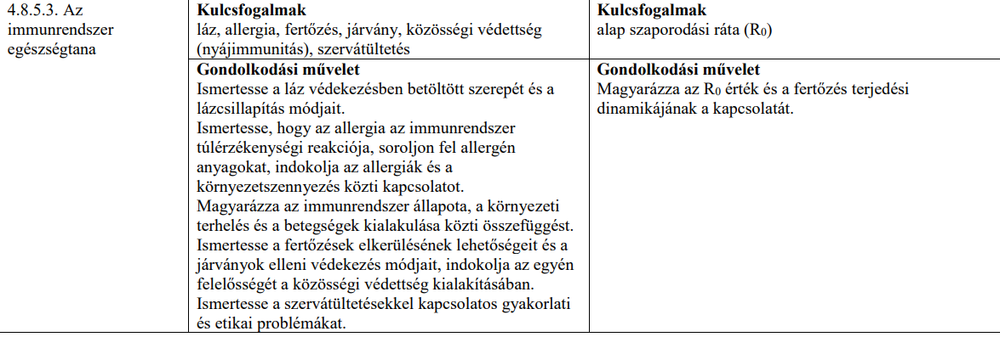 4.8.5.3. Az
immunrendszer
egészségtana
Kulcsfogalmak
láz, allergia, fertőzés, járvány, közösségi védettség
(nyájimmunitás), szervátültetés
Kulcsfogalmak
alap szaporodási ráta (R₀)
Gondolkodási művelet
Ismertesse a láz védekezésben betöltött szerepét és a
lázcsillapítás módjait.
Ismertesse, hogy az allergia az immunrendszer
túlérzékenységi reakciója, soroljon fel allergén
anyagokat, indokolja az allergiák és a
környezetszennyezés közti kapcsolatot.
Magyarázza az immunrendszer állapota, a környezeti
terhelés és a betegségek kialakulása közti összefüggést.
Ismertesse a fertőzések elkerülésének lehetőségeit és a
járványok elleni védekezés módjait, indokolja az egyén
felelősségét a közösségi védettség kialakításában.
Ismertesse a szervátültetésekkel kapcsolatos gyakorlati
és etikai problémákat.
Gondolkodási művelet
Magyarázza az R₀ érték és a fertőzés terjedési
dinamikájának a kapcsolatát.